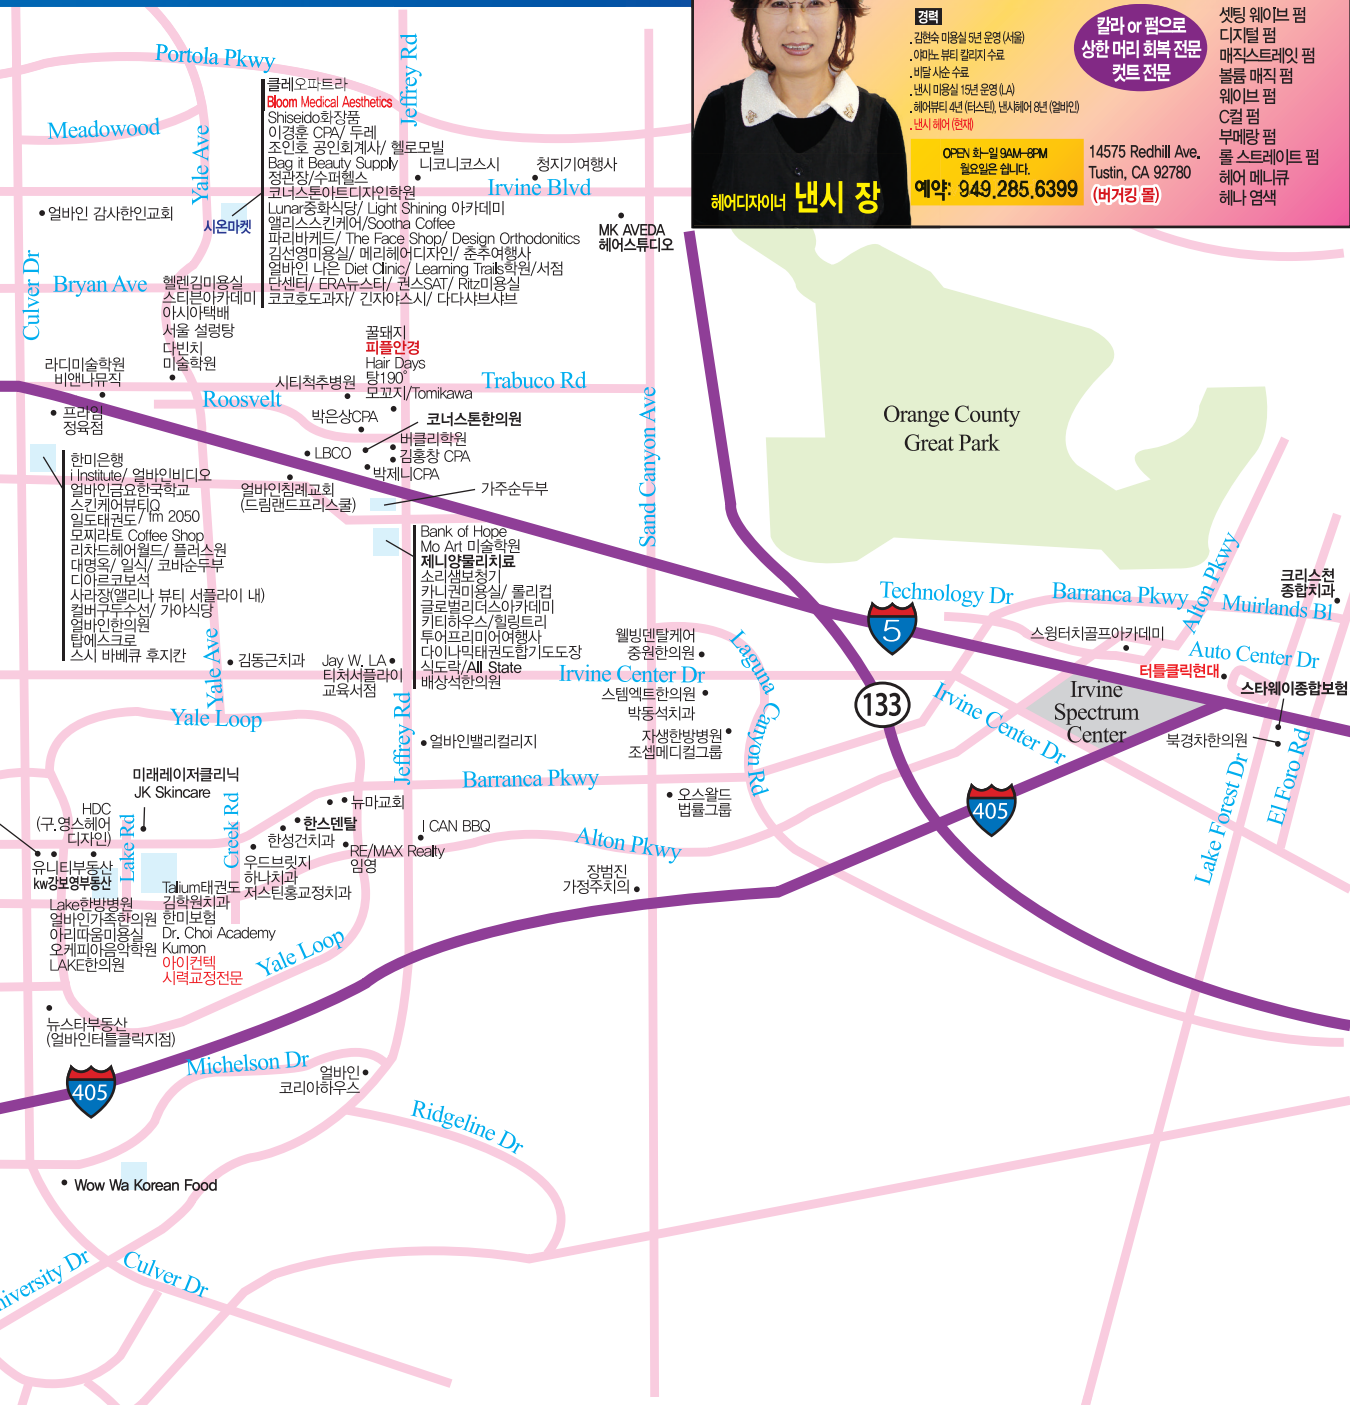 경력
. 김현숙 미용실 5년 운영 (서울)
. 야마노 뷰티 칼리지 수료
. 비달 사순 수료
. 낸시 미용실 15년 운영 (LA)
. 헤어뷰티 4년 (터스틴), 낸시헤어 8년 (얼바인)
. 낸시 헤어 (현재)
칼라 or 펌으로
상한 머리 회복 전문
컷트 전문
셋팅 웨이브 펌
디지털 펌
매직스트레잇 펌
볼륨 매직 펌
웨이브 펌
C컬 펌
부메랑 펌
롤 스트레이트 펌
헤어 메니큐
헤나 염색
OPEN 화-일 9AM-8PM
월요일은 쉽니다.
예약: 949.285.6399
14575 Redhill Ave.
Tustin, CA 92780
(버거킹 몰)
헤어디자이너 낸시 장
Portola Pkwy
Jeffrey Rd
Meadowood
Yale Ave
Culver Dr
클레오파트라
Bloom Medical Aesthetics
Shiseido화장품
이경훈 CPA/ 두레
조인호 공인회계사/ 헬로모빌
Bag it Beauty Supply
정관장/수퍼헬스
코너스톤아트디자인학원
Lunar중화식당/ Light Shining 아카데미
앨리스스킨케어/Sootha Coffee
파리바케드/ The Face Shop/ Design Orthodonitics
김선영미용실/ 메리헤어디자인/ 춘추여행사
얼바인 나은 Diet Clinic/ Learning Trails학원/서점
단센터/ ERA뉴스타/ 권스SAT/ Ritz미용실
코코호도과자/ 긴자야스시/ 다다샤브샤브
니코니코스시
청지기여행사
Irvine Blvd
얼바인 감사한인교회
시온마켓
MK AVEDA
헤어스튜디오
Bryan Ave
헬렌김미용실
스티븐아카데미
아시아택배
서울 설렁탕
다빈치
미술학원
꿀돼지
피플안경
Hair Days
탕190°
모꼬지/Tomikawa
라디미술학원
비앤나뮤직
시티척추병원
Trabuco Rd
Roosvelt
프라임
정육점
박은상CPA
코너스톤한의원
Sand Canyon Ave
Orange County
Great Park
버클리학원
김홍창 CPA
LBCO
박제니CPA
얼바인침례교회
(드림랜드프리스쿨)
가주순두부
한미은행
i Institute/ 얼바인비디오
얼바인금요한국학교
스킨케어뷰티Q
일도태권도/ fm 2050
모찌라토 Coffee Shop
리차드헤어월드/ 플러스원
대명옥/ 일식/ 코바순두부
디아르코보석
사라장(앨리나 뷰티 서플라이 내)
컬버구두수선/ 가야식당
얼바인한의원
탑에스크로
스시 바베큐 후지칸
Bank of Hope
Mo Art 미술학원
제니양물리치료
소리샘보청기
카니권미용실/ 롤리컵
글로벌리더스아카데미
키티하우스/힐링트리
투어프리미어여행사
다이나믹태권도합기도도장
식도락/All State
배상석한의원
Yale Ave
김동근치과
Jay W. LA
티처서플라이
교육서점
웰빙덴탈케어
중원한의원
Irvine Center Dr
스템엑트한의원
박동석치과
자생한방병원
조셉메디컬그룹
Laguna Canyon Rd
Technology Dr
5
133
Barranca Pkwy
Alton Pkwy
Muirlands Bl
크리스천
종합치과
스윙터치골프아카데미
Auto Center Dr
터틀클릭현대
스타웨이종합보험
Irvine
Spectrum
Center
Irvine Center Dr
북경차한의원
Lake Forest Dr
El Foro Rd
405
Yale Loop
Jeffrey Rd
얼바인밸리컬리지
Barranca Pkwy
미래레이저클리닉
JK Skincare
HDC
(구.영스헤어
디자인)
Lake Rd
Creek Rd
뉴마교회
한스덴탈
한성건치과
I CAN BBQ
RE/MAX Realty
임영
Alton Pkwy
오스왈드
법률그룹
장범진
가정주치의
유니티부동산
kw강보영부동산
우드브릿지
하나치과
저스틴홍교정치과
Lake한방병원
얼바인가족한의원
아리따움미용실
오케피아음악학원
LAKE한의원
Talium태권도
김학원치과
한미보험
Dr. Choi Academy
Kumon
아이컨텍
시력교정전문
Yale Loop
뉴스타부동산
(얼바인터틀클릭지점)
405
Michelson Dr
얼바인
코리아하우스
Ridgeline Dr
Wow Wa Korean Food
niversity Dr
Culver Dr